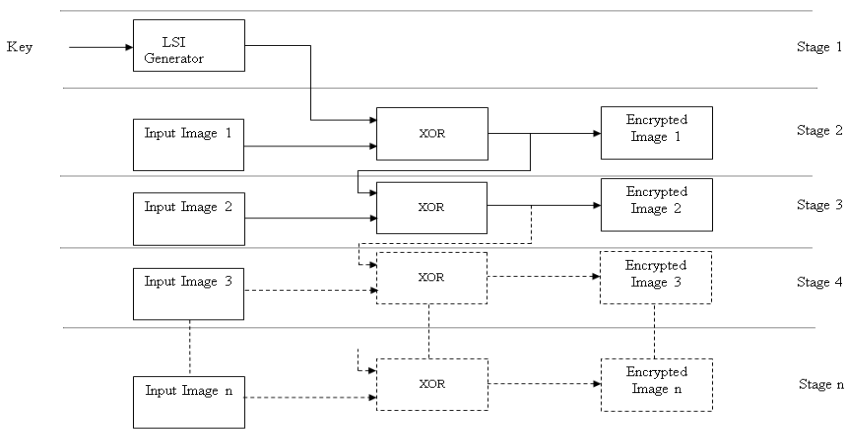 Key
LSI
Generator
Stage 1
Input Image 1
XOR
Encrypted
Image 1
Stage 2
Input Image 2
XOR
Encrypted
Image 2
Stage 3
Input Image 3
XOR
Encrypted
Image 3
Stage 4
Input Image n
XOR
Encrypted
Image n
Stage n